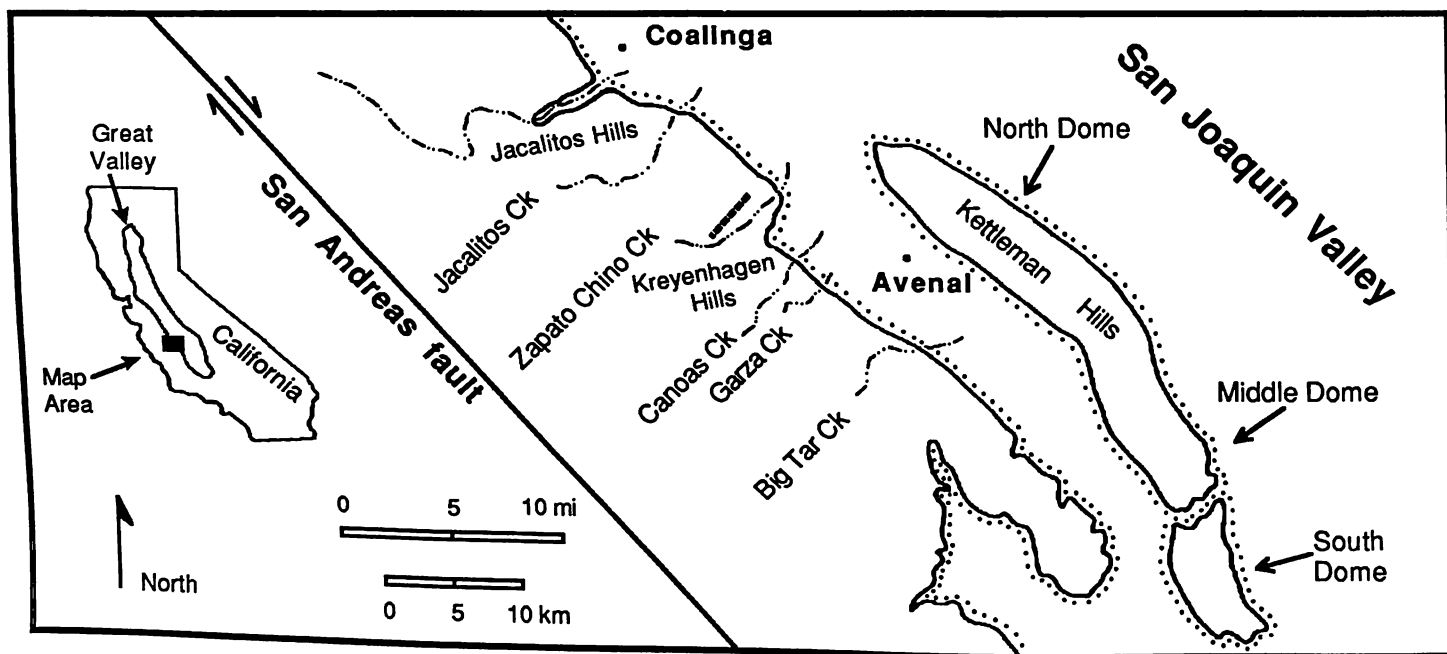 Coalinga
San Joaquin Valley
North Dome
Great
Valley
Jacalitos Hills
San Andreas fault
Jacalitos Ck
Kettleman
Hills
Zapato Chino Ck
Kreyenhagen
Hills
Avenal
California
Map
Area
Canoas Ck
Garza Ck
Big Tar Ck
Middle Dome
0 5 10 mi
North
0 5 10 km
South
Dome